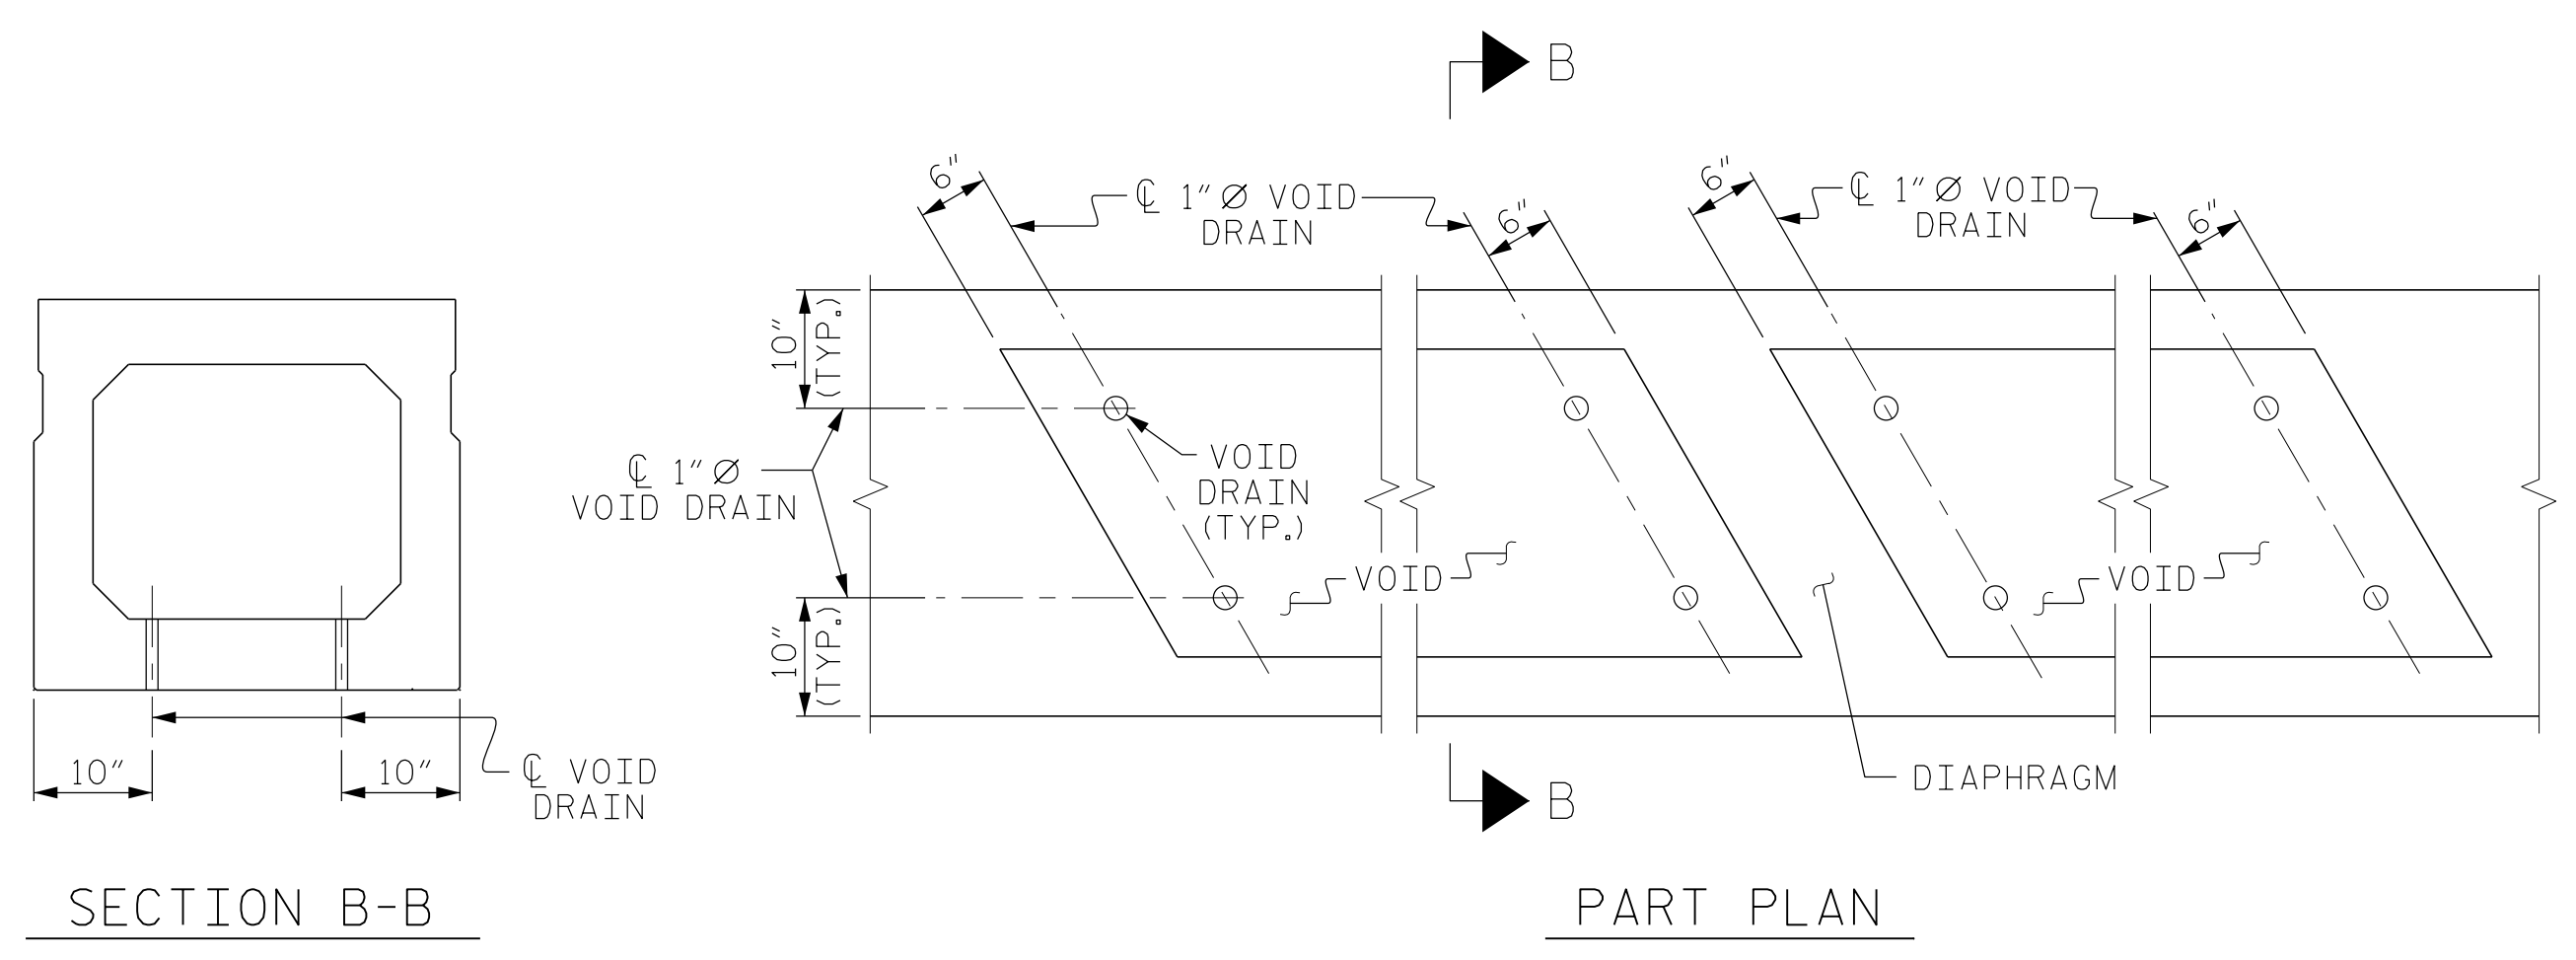 B
6"
℄ 1"Ø VOID
DRAIN
6"
6"
℄ 1"Ø VOID
DRAIN
6"
10"
(TYP.)
℄ 1"Ø
VOID DRAIN
VOID
DRAIN
(TYP.)
VOID
VOID
10"
(TYP.)
10"
10"
℄ VOID
DRAIN
DIAPHRAGM
B
SECTION B-B
PART PLAN